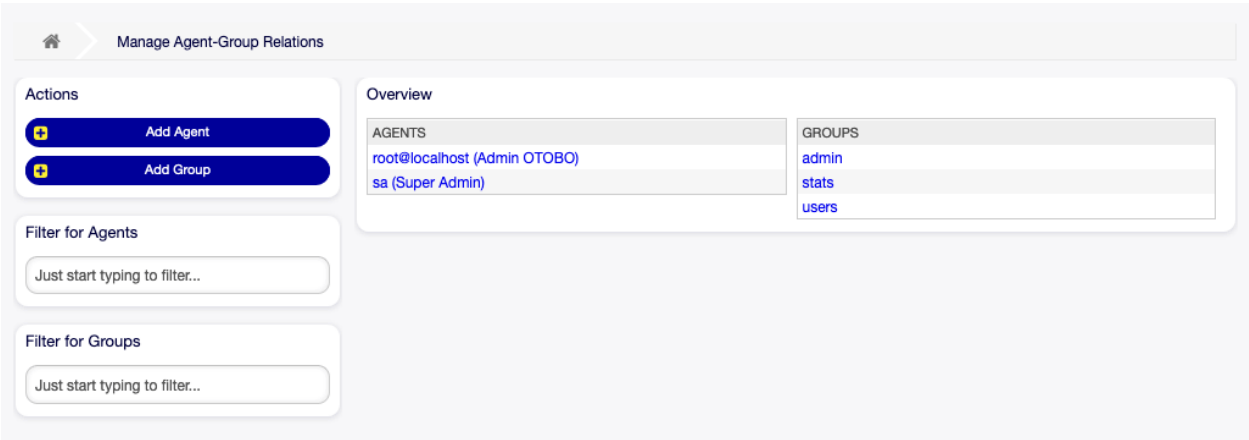 Manage Agent-Group Relations
Actions
Add Agent
Add Group
Filter for Agents
Just start typing to filter...
Filter for Groups
Just start typing to filter...
Overview
AGENTS
root@localhost (Admin OTOBO)
sa (Super Admin)
GROUPS
admin
stats
users